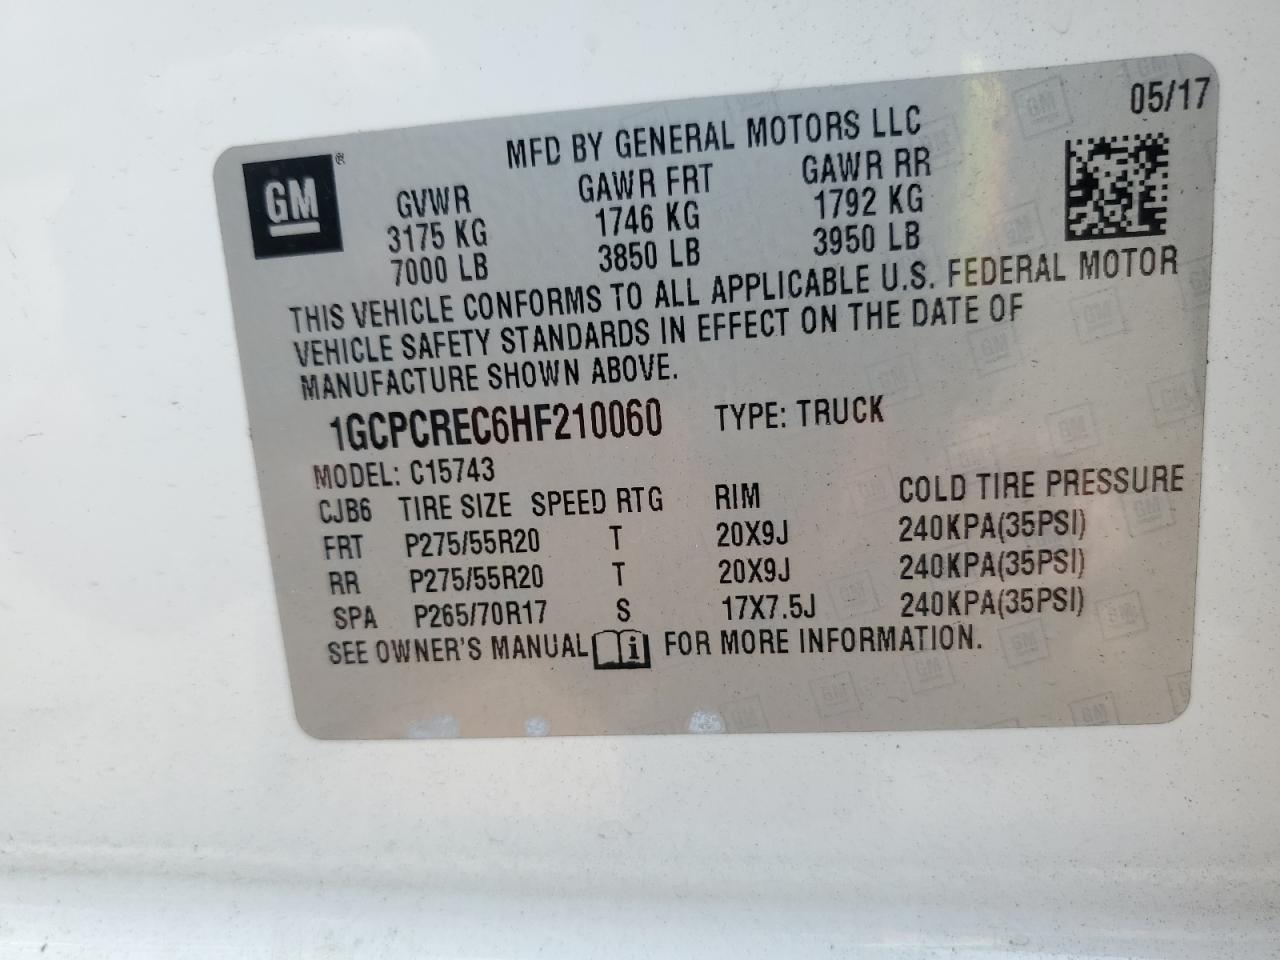 05/17
MFD BY GENERAL MOTORS LLC
GM ®
GVWR GAWR FRT GAWR RR
3175 KG 1746 KG 1792 KG
7000 LB 3850 LB 3950 LB
THIS VEHICLE CONFORMS TO ALL APPLICABLE U.S. FEDERAL MOTOR
VEHICLE SAFETY STANDARDS IN EFFECT ON THE DATE OF
MANUFACTURE SHOWN ABOVE.
1GCPCREC6HF210060 TYPE: TRUCK
MODEL: C15743
CJB6 TIRE SIZE SPEED RTG RIM COLD TIRE PRESSURE
FRT P275/55R20 T 20X9J 240KPA(35PSI)
RR P275/55R20 T 20X9J 240KPA(35PSI)
SPA P265/70R17 S 17X7.5J 240KPA(35PSI)
SEE OWNER'S MANUAL i FOR MORE INFORMATION.